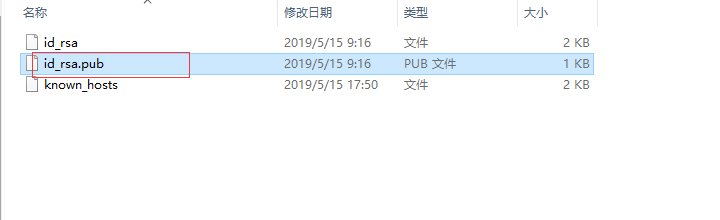 名称 修改日期 类型 大小
id_rsa 2019/5/15 9:16 文件 2 KB
id_rsa.pub 2019/5/15 9:16 PUB 文件 1 KB
known_hosts 2019/5/15 17:50 文件 2 KB